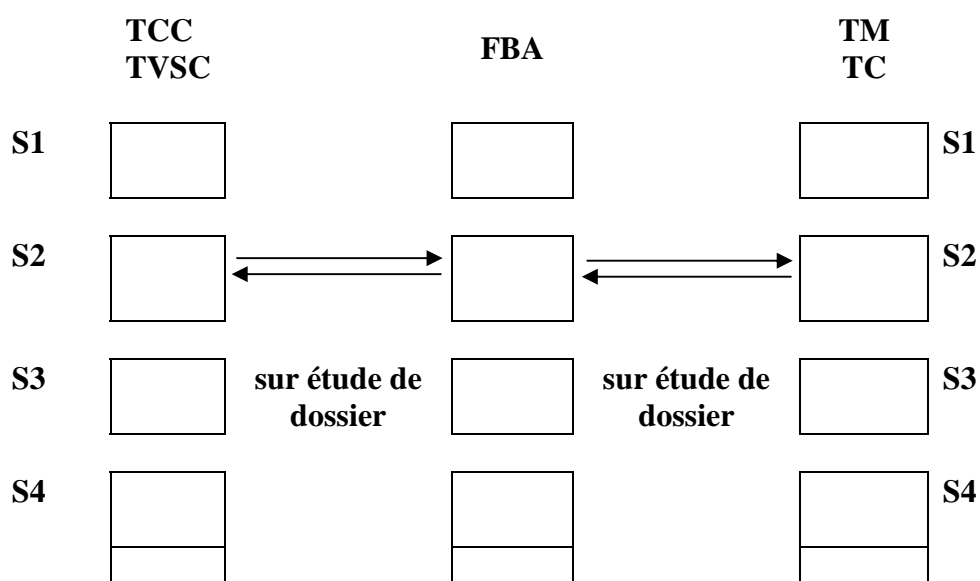 TCC
TVSC
FBA
TM
TC
S1
S1
S2
S2
S3
sur étude de
dossier
sur étude de
dossier
S3
S4
S4